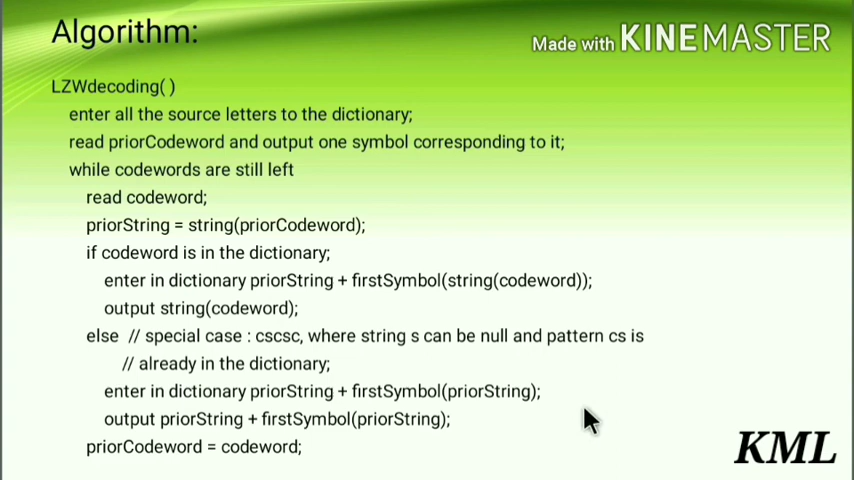 Algorithm:
Made with KINEMASTER
LZWdecoding( )
enter all the source letters to the dictionary;
read priorCodeword and output one symbol corresponding to it;
while codewords are still left
read codeword;
priorString = string(priorCodeword);
if codeword is in the dictionary;
enter in dictionary priorString + firstSymbol(string(codeword));
output string(codeword);
else // special case : cscsc, where string s can be null and pattern cs is
// already in the dictionary;
enter in dictionary priorString + firstSymbol(priorString);
output priorString + firstSymbol(priorString);
priorCodeword = codeword;
KML